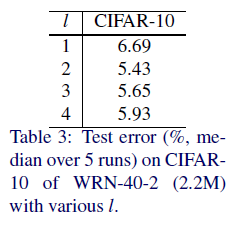 l CIFAR-10
1 6.69
2 5.43
3 5.65
4 5.93
Table 3: Test error (%, me-
dian over 5 runs) on CIFAR-
10 of WRN-40-2 (2.2M)
with various l.